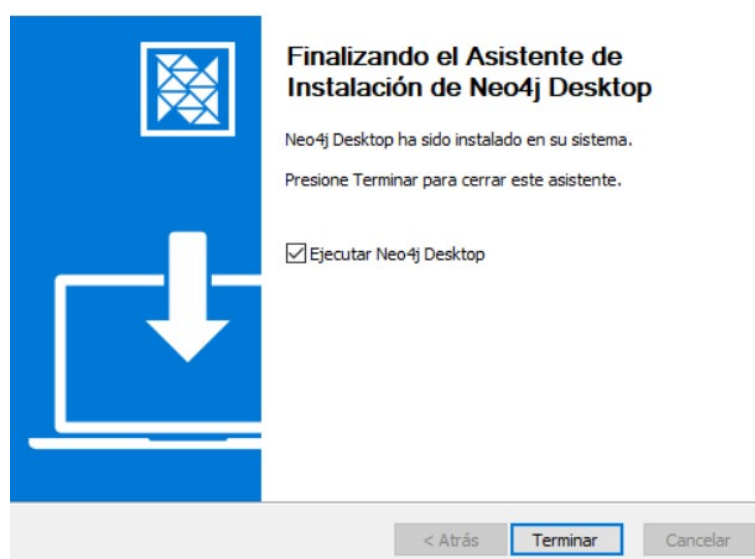 Finalizando el Asistente de
Instalación de Neo4j Desktop
Neo4j Desktop ha sido instalado en su sistema.
Presione Terminar para cerrar este asistente.
Ejecutar Neo4j Desktop
< Atrás Terminar Cancelar